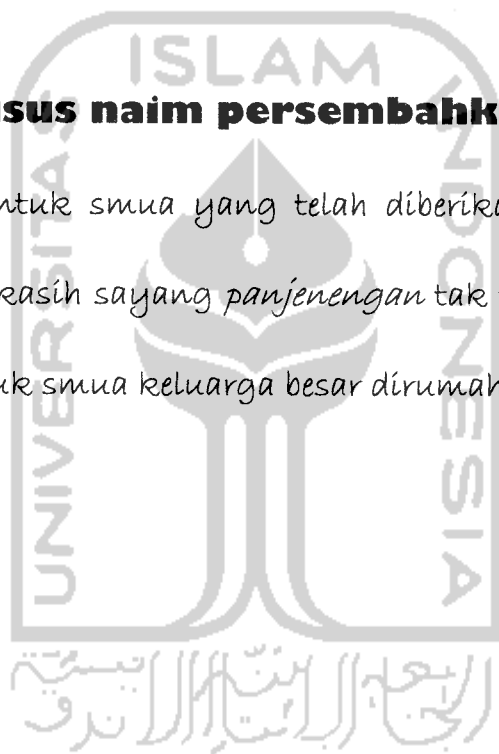 ISLAM
UNIVERSITAS
INDONESIA
sus naim persembahk
ntuk smua yang telah diberika
kasih sayang panjenengan tak
uk smua keluarga besar dirumah